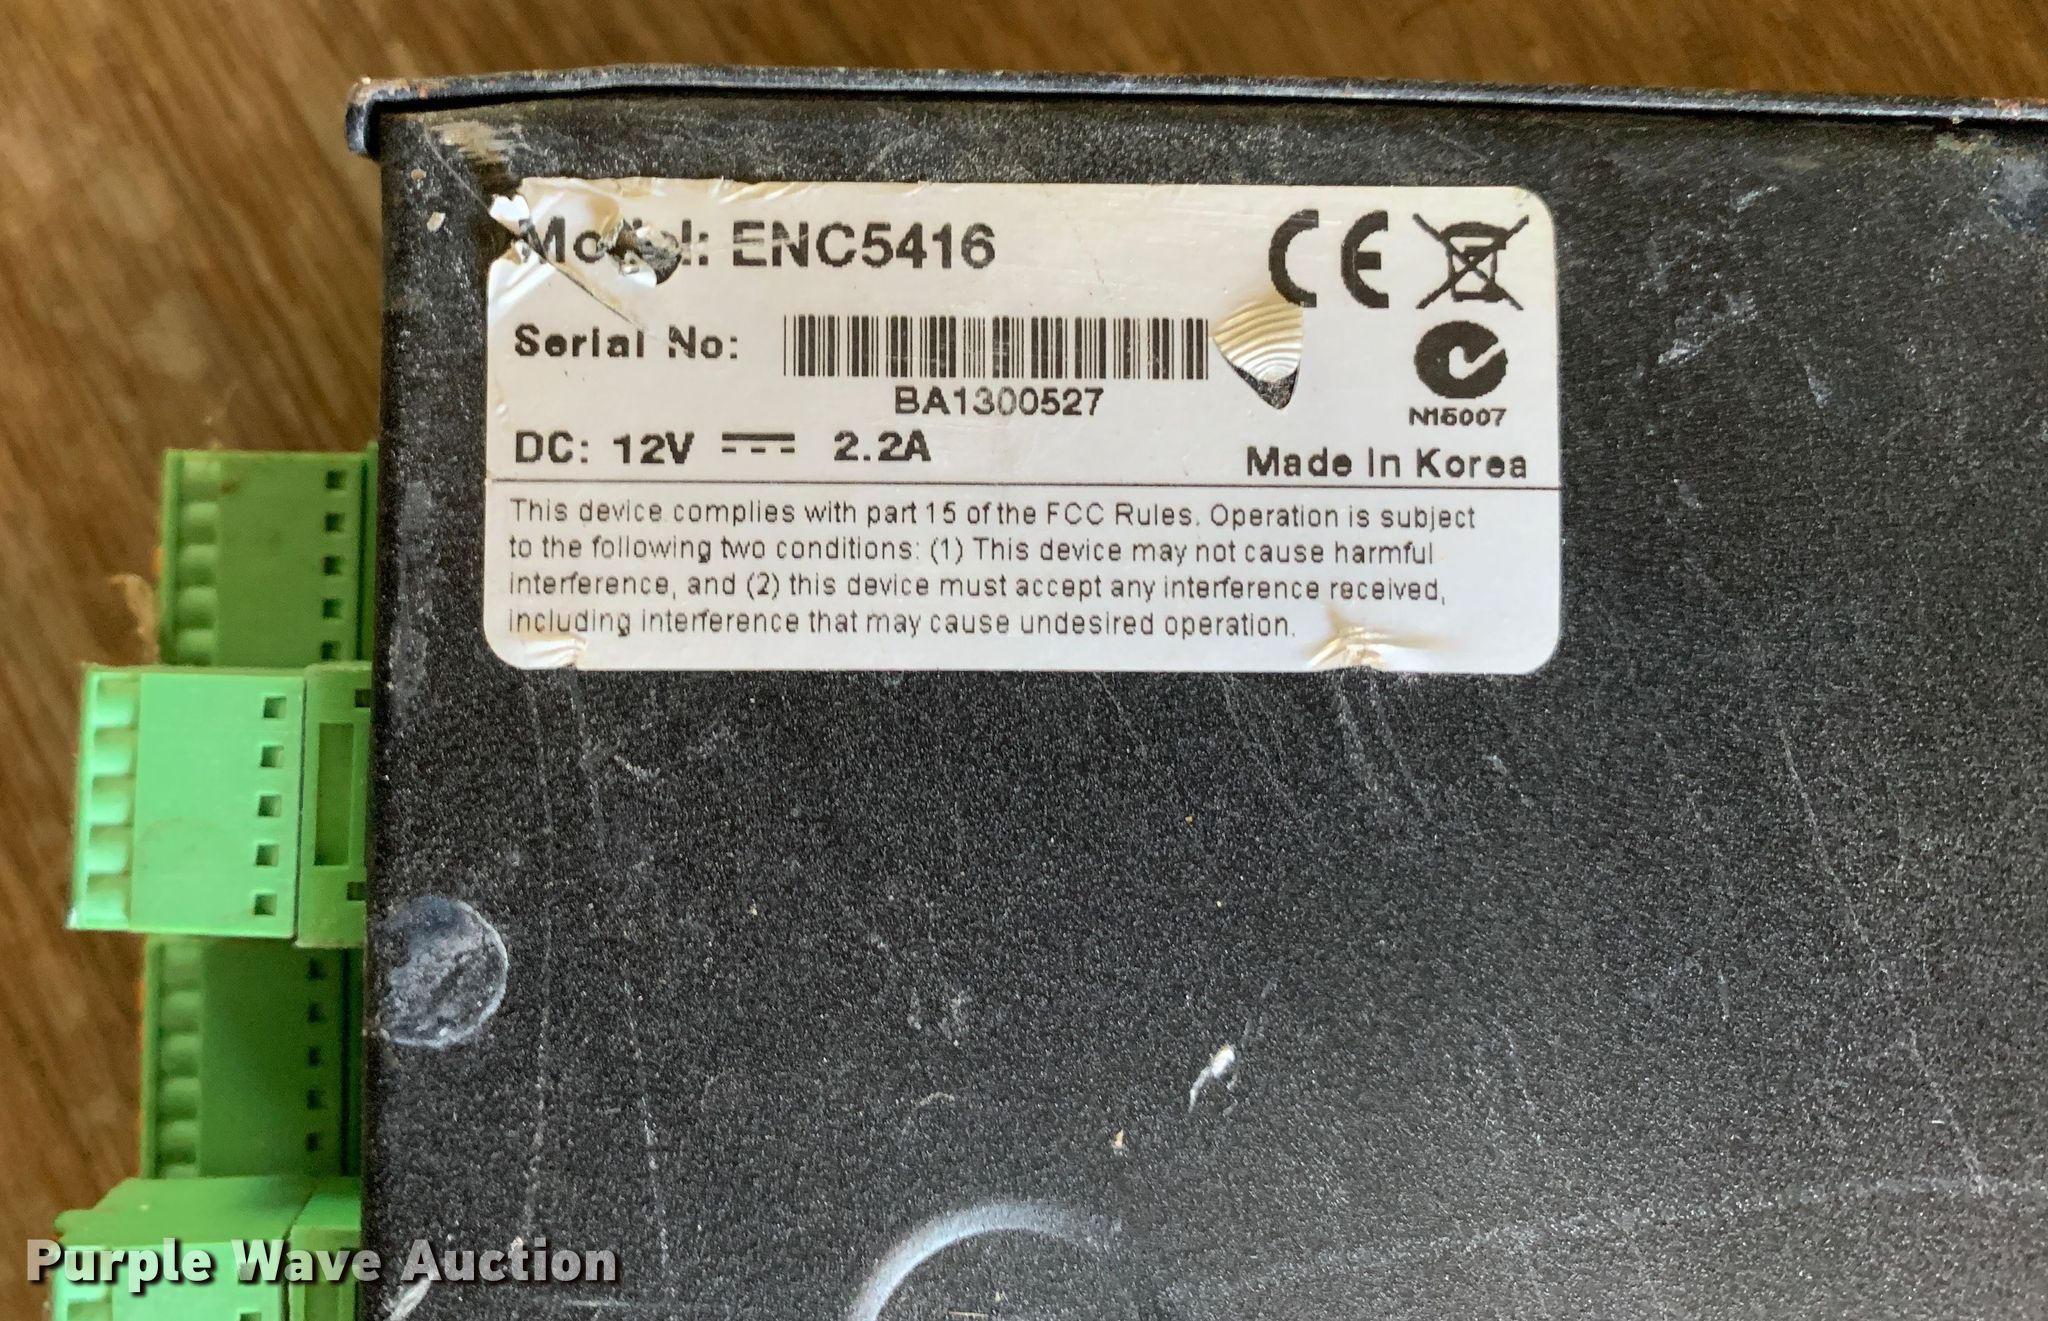 Model: ENC5416
CE
Serial No:
BA1300527
N15007
DC: 12V 2.2A
Made In Korea
This device complies with part 15 of the FCC Rules. Operation is subject
to the following two conditions: (1) This device may not cause harmful
interference, and (2) this device must accept any interference received,
including interference that may cause undesired operation.
Purple Wave Auction